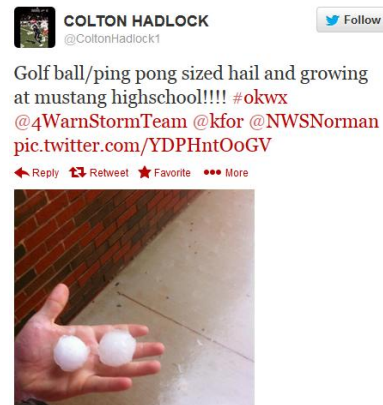 COLTON HADLOCK
@ColtonHadlock1
Follow
Golf ball/ping pong sized hail and growing
at mustang highschool!!!! #okwx
@4WarnStormTeam @kfor @NWSNorman
pic.twitter.com/YDPHntOoGV
Reply Retweet Favorite More